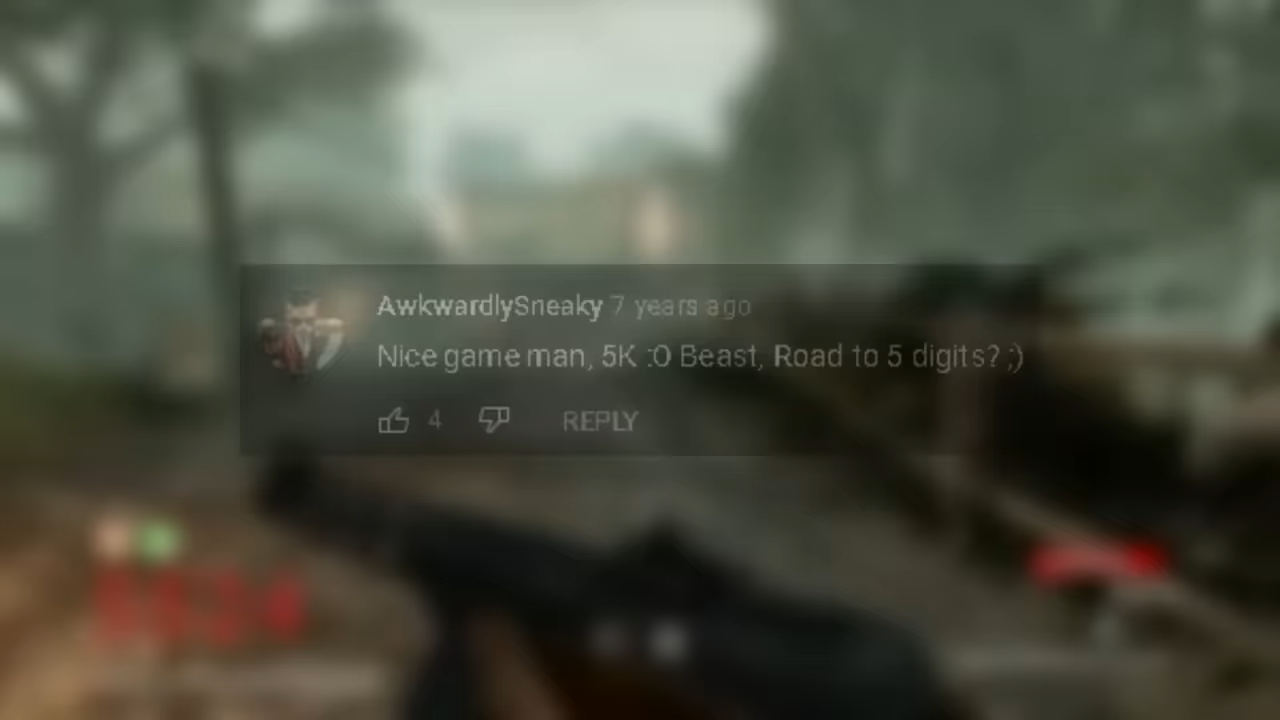 AwkwardlySneaky 7 years ago
Nice game man, 5K :O Beast, Road to 5 digits? ;)
4 REPLY